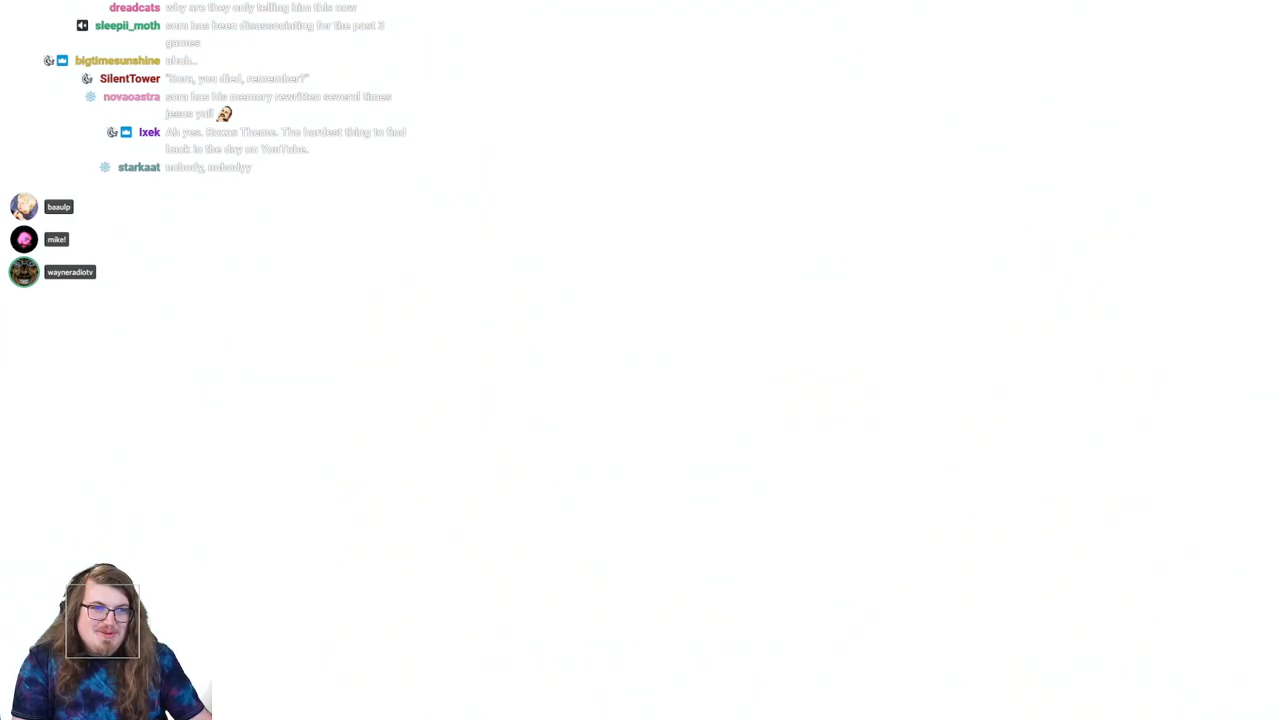 dreadcats why are they only telling him this now
sleepii_moth sora has been disassociating for the past 3
games
bigtimesunshine uhuh..
SilentTower "Sora, you died, remember?"
novaoastra sora has his memory rewritten several times
jesus yall
Ixek Ah yes. Roxas Theme. The hardest thing to find
back in the day on YouTube.
starkaat nobody, nobodyy
baaulp
mike!
wayneradiotv